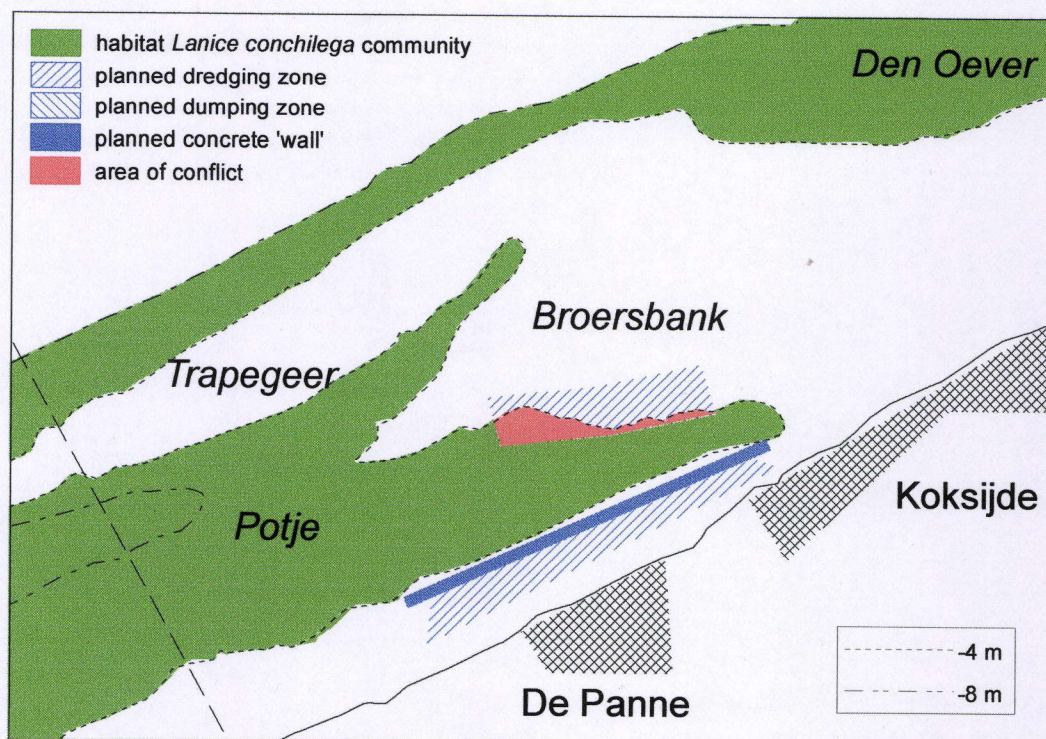 habitat Lanice conchilega community
planned dredging zone
planned dumping zone
planned concrete 'wall'
area of conflict
Den Oever
Broersbank
Trapegeer
Koksijde
Potje
De Panne
-4 m
-8 m